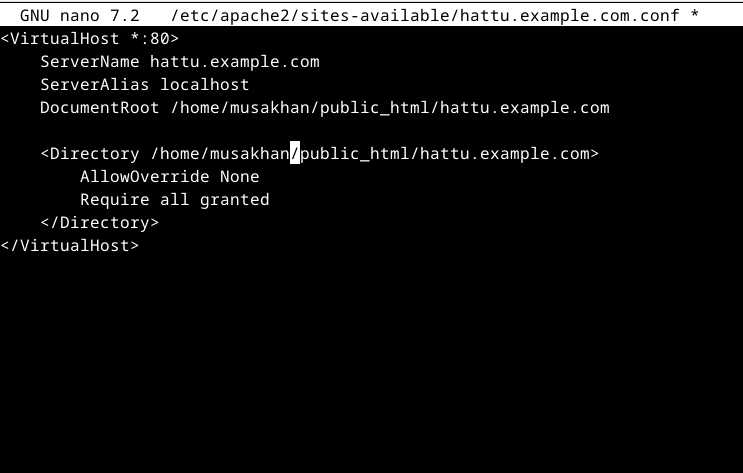 GNU nano 7.2   /etc/apache2/sites-available/hattu.example.com.conf *
<VirtualHost *:80>
    ServerName hattu.example.com
    ServerAlias localhost
    DocumentRoot /home/musakhan/public_html/hattu.example.com

    <Directory /home/musakhan/public_html/hattu.example.com>
        AllowOverride None
        Require all granted
    </Directory>
</VirtualHost>